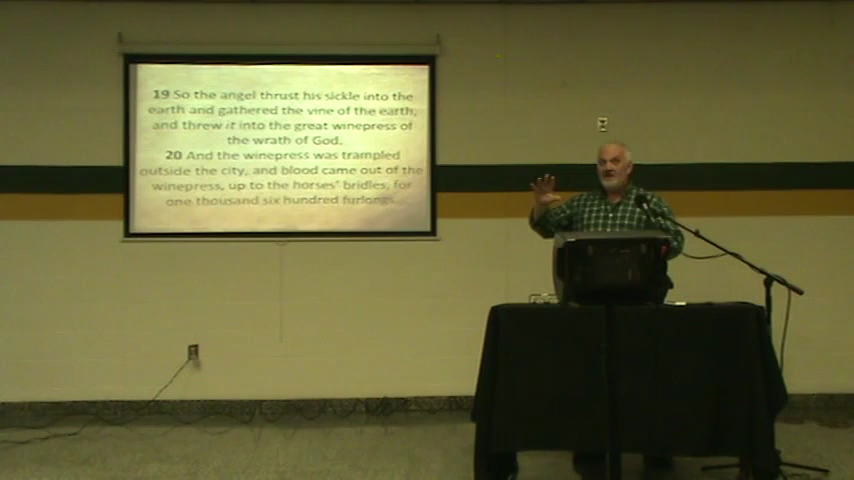 19 So the angel thrust his sickle into the
earth and gathered the vine of the earth,
and threw it into the great winepress of
the wrath of God.
20 And the winepress was trampled
outside the city, and blood came out of the
winepress, up to the horses' bridles, for
one thousand six hundred furlongs.